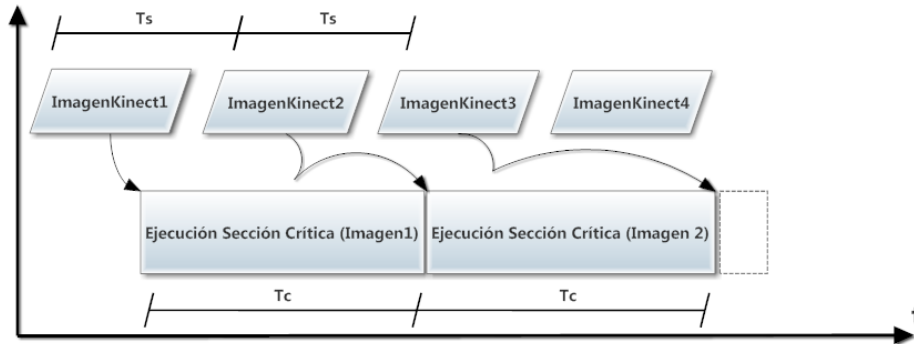 Ts Ts
ImagenKinect1 ImagenKinect2 ImagenKinect3 ImagenKinect4
Ejecución Sección Crítica (Imagen1) Ejecución Sección Crítica (Imagen 2)
Tc Tc